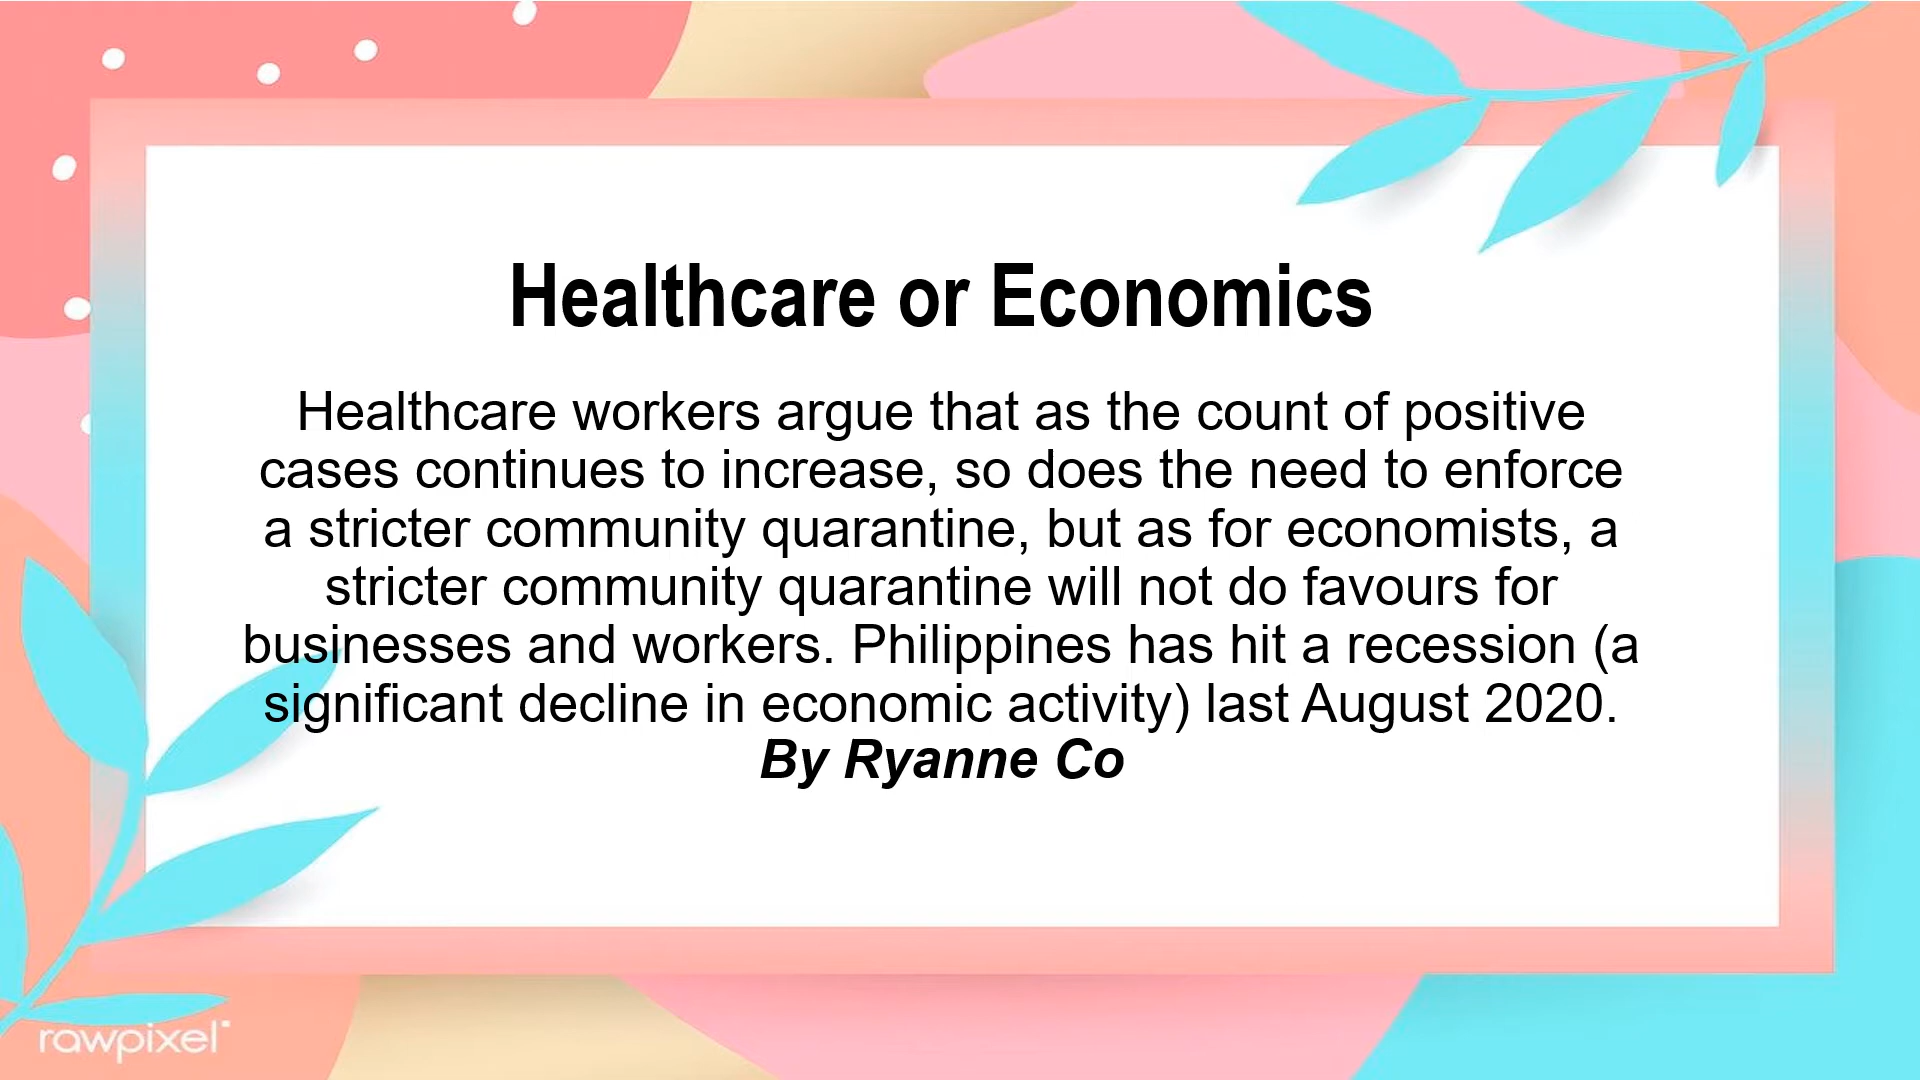 Healthcare or Economics
Healthcare workers argue that as the count of positive
cases continues to increase, so does the need to enforce
a stricter community quarantine, but as for economists, a
stricter community quarantine will not do favours for
businesses and workers. Philippines has hit a recession (a
significant decline in economic activity) last August 2020.
By Ryanne Co
rawpixel